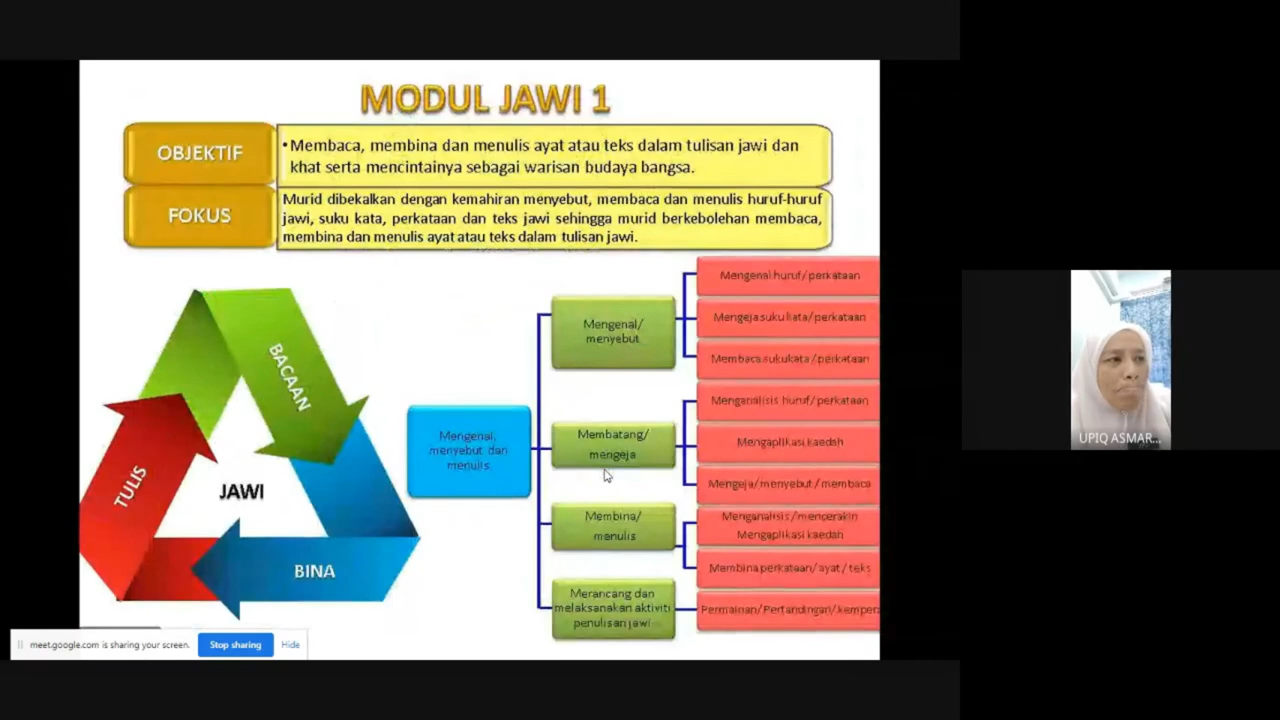 MODUL JAWI 1
OBJEKTIF
• Membaca, membina dan menulis ayat atau teks dalam tulisan jawi dan
khat serta mencintainya sebagai warisan budaya bangsa.
FOKUS
Murid dibekalkan dengan kemahiran menyebut, membaca dan menulis huruf-huruf
jawi, suku kata, perkataan dan teks jawi sehingga murid berkebolehan membaca,
membina dan menulis ayat atau teks dalam tulisan jawi.
BACAAN
TULIS
JAWI
BINA
Mengenal,
menyebut dan
menulis
Mengenal/
menyebut
Mengenal huruf/perkataan
Mengeja suku kata/perkataan
Membaca sukukata/perkataan
Membatang/
mengeja
Menganalisis huruf/perkataan
Mengaplikasi kaedah
Mengeja/menyebut/membaca
Membina/
menulis
Menganalisis/mencerakin
Mengaplikasi kaedah
Membina perkataan/ayat/teks
Merancang dan
melaksanakan aktiviti
penulisan jawi
Permainan/Pertandingan/kempen
meet.google.com is sharing your screen.
Stop sharing
Hide
UPIQ ASMAR...